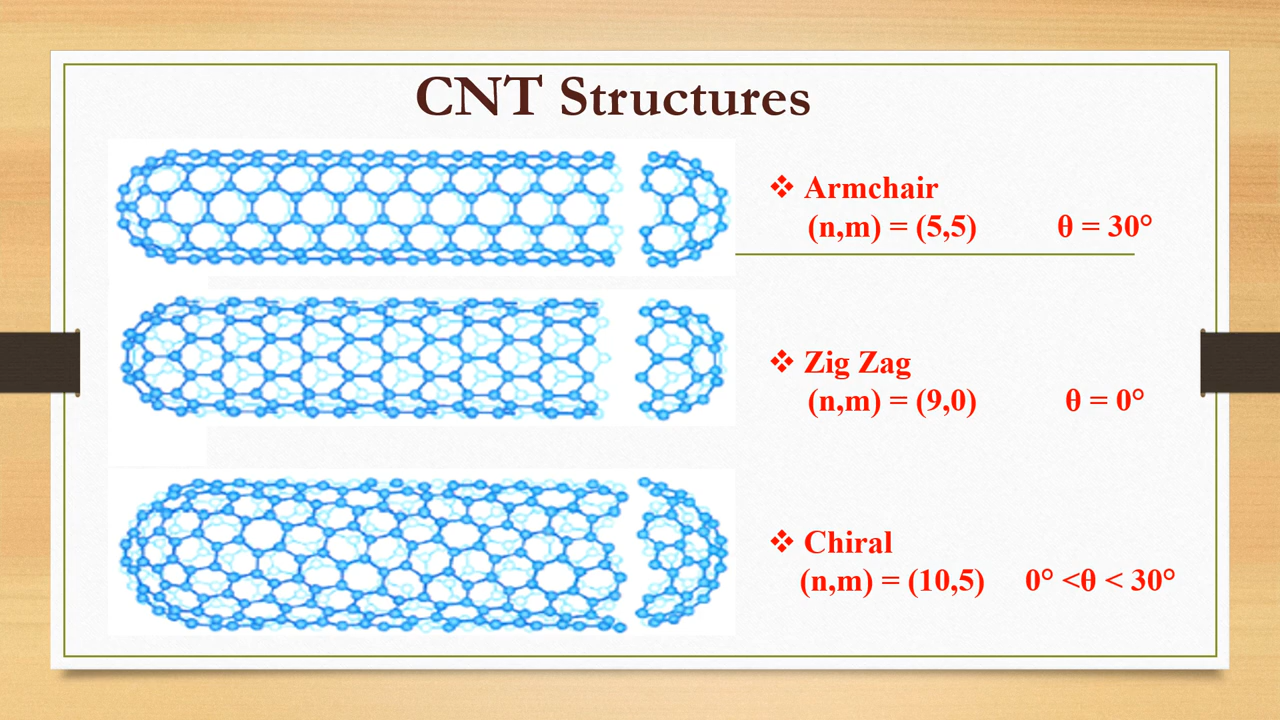 CNT Structures
❖ Armchair
(n,m) = (5,5) θ = 30°
❖ Zig Zag
(n,m) = (9,0) θ = 0°
❖ Chiral
(n,m) = (10,5) 0° <θ < 30°